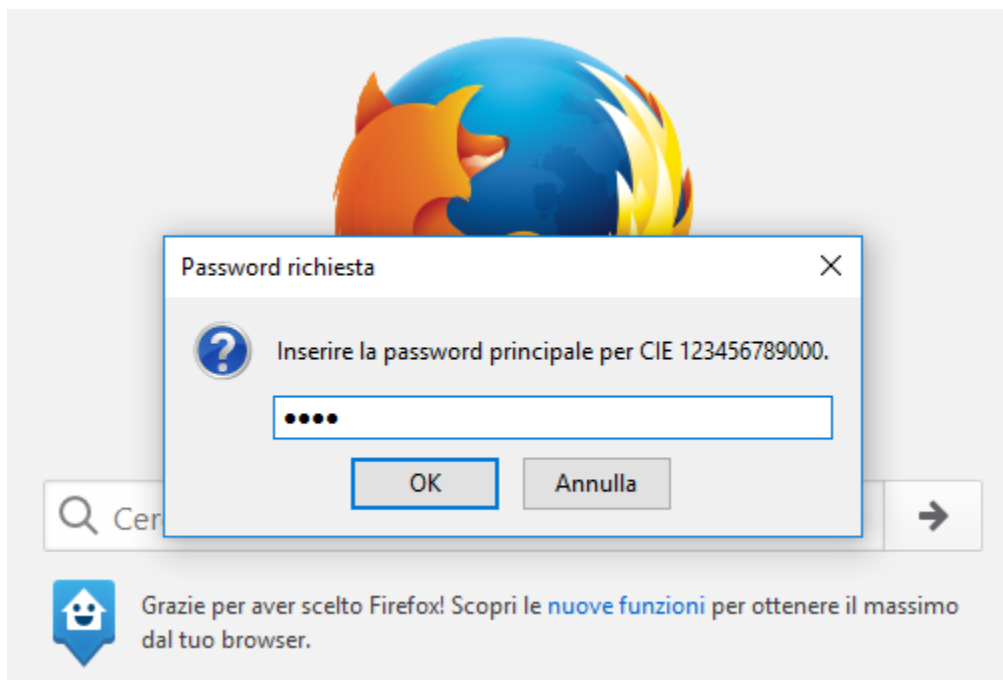 Password richiesta
Inserire la password principale per CIE 123456789000.
••••
OK
Annulla
Cer
Grazie per aver scelto Firefox! Scopri le nuove funzioni per ottenere il massimo
dal tuo browser.